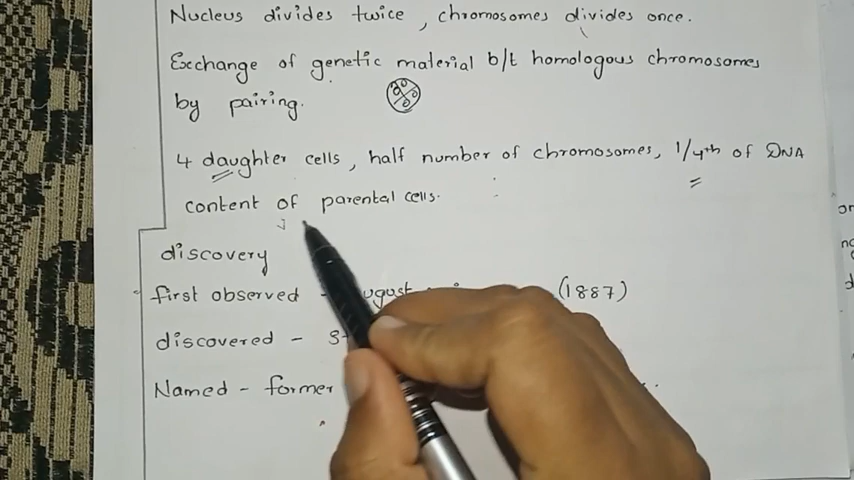 Nucleus divides twice, chromosomes divides once.
Exchange of genetic material b/t homologous chromosomes
by pairing.
4 daughter cells, half number of chromosomes, 1/4th of DNA
content of parental cells.
discovery
first observed - August (1887)
discovered -
Named - former